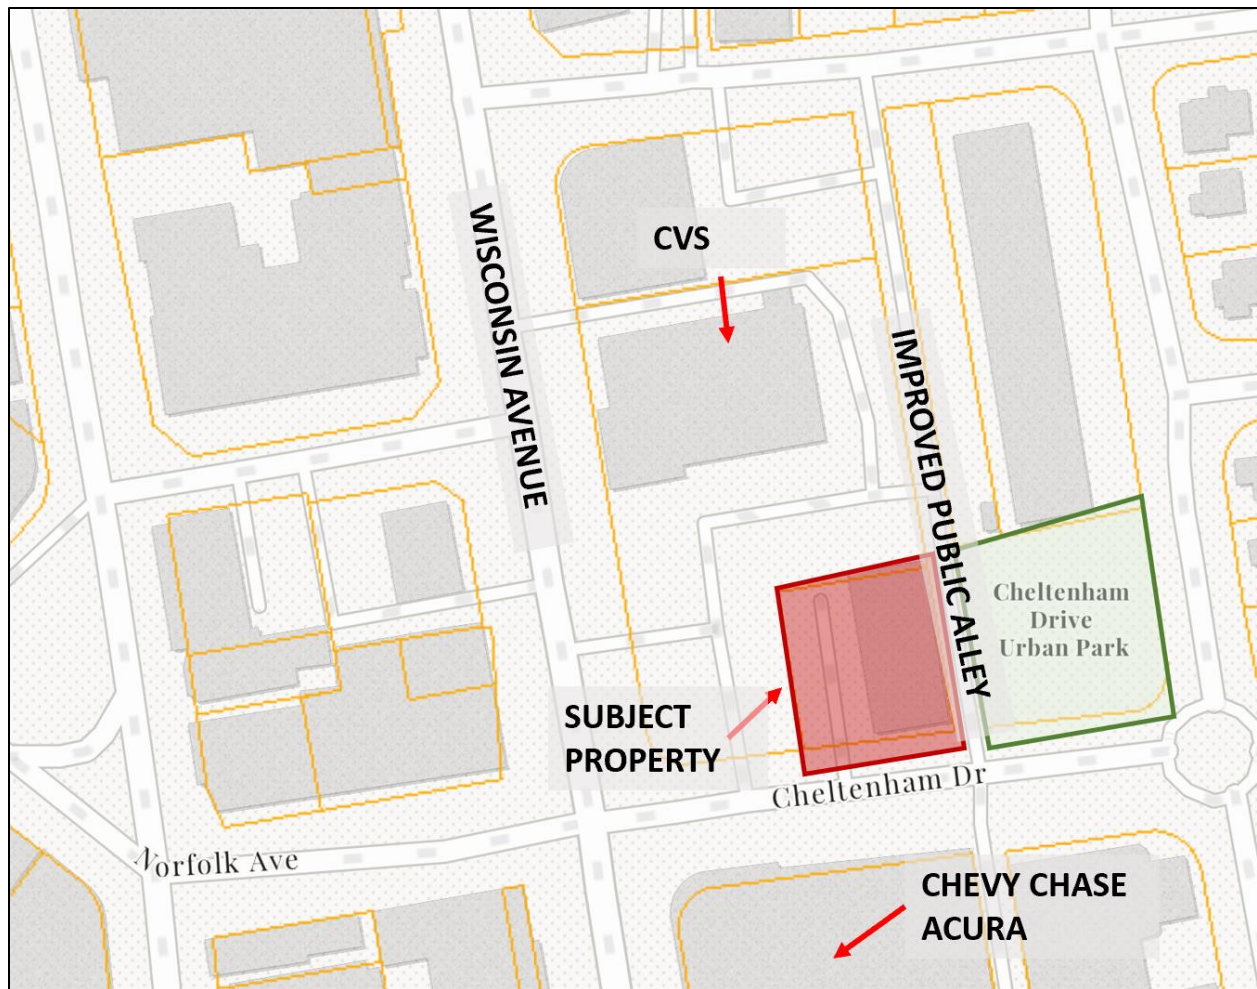 WISCONSIN AVENUE
CVS
IMPROVED PUBLIC ALLEY
Cheltenham
Drive
Urban Park
SUBJECT
PROPERTY
Cheltenham Dr
Norfolk Ave
CHEVY CHASE
ACURA